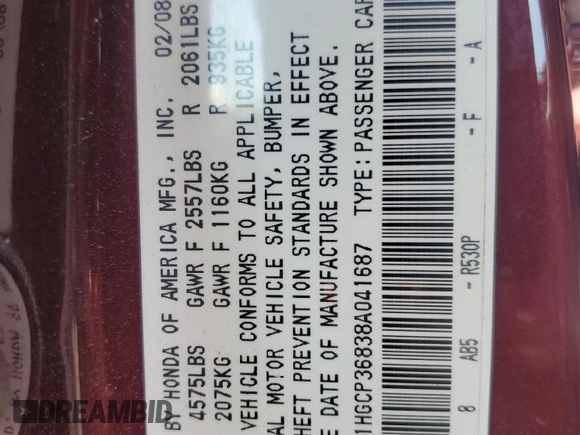 BY HONDA OF AMERICA MFG., INC. 02/08
4575LBS GAWR F 2557LBS R 2061LBS
2075KG GAWR F 1160KG R 935KG
VEHICLE CONFORMS TO ALL APPLICABLE
AL MOTOR VEHICLE SAFETY, BUMPER,
HEFT PREVENTION STANDARDS IN EFFECT
E DATE OF MANUFACTURE SHOWN ABOVE.
1HGCP36838A041687 TYPE: PASSENGER CAR
8 AB5 - R530P - F - A
DREAMBID